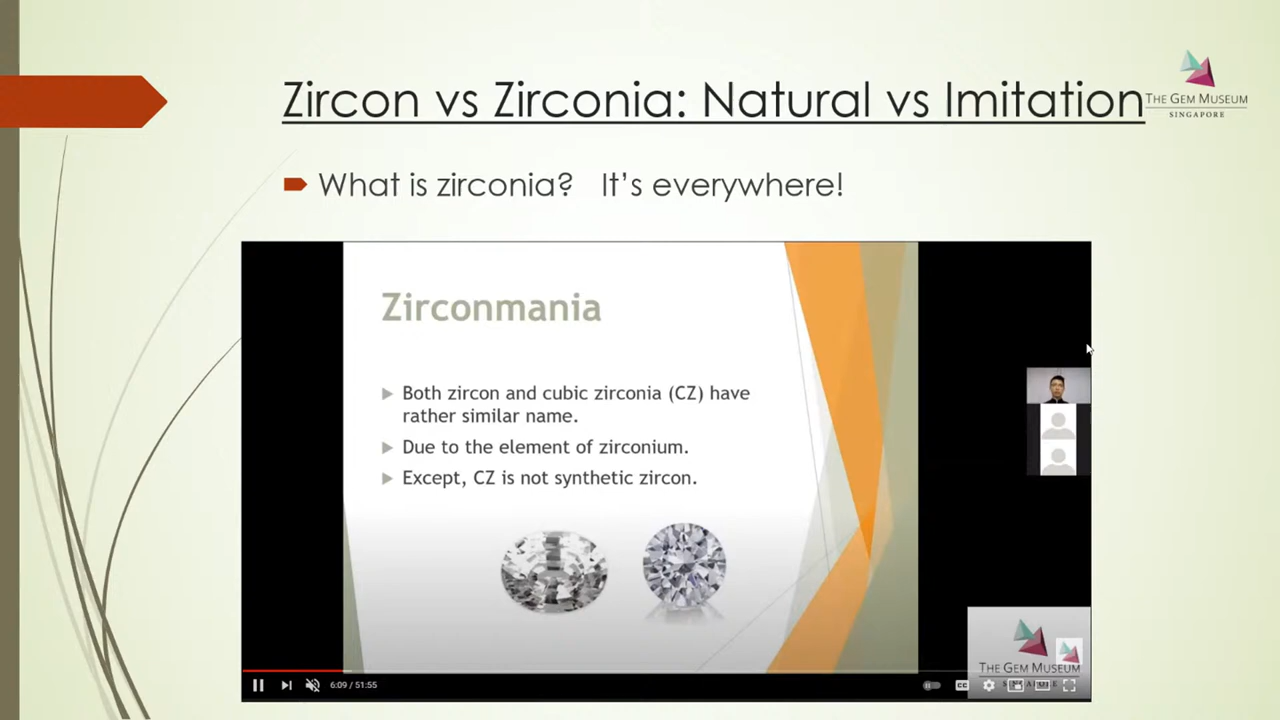 Zircon vs Zirconia: Natural vs Imitation
THE GEM MUSEUM
SINGAPORE
What is zirconia? It's everywhere!
Zirconmania
Both zircon and cubic zirconia (CZ) have
rather similar name.
Due to the element of zirconium.
Except, CZ is not synthetic zircon.
THE GEM MUSEUM
6:09 / 51:55
CC